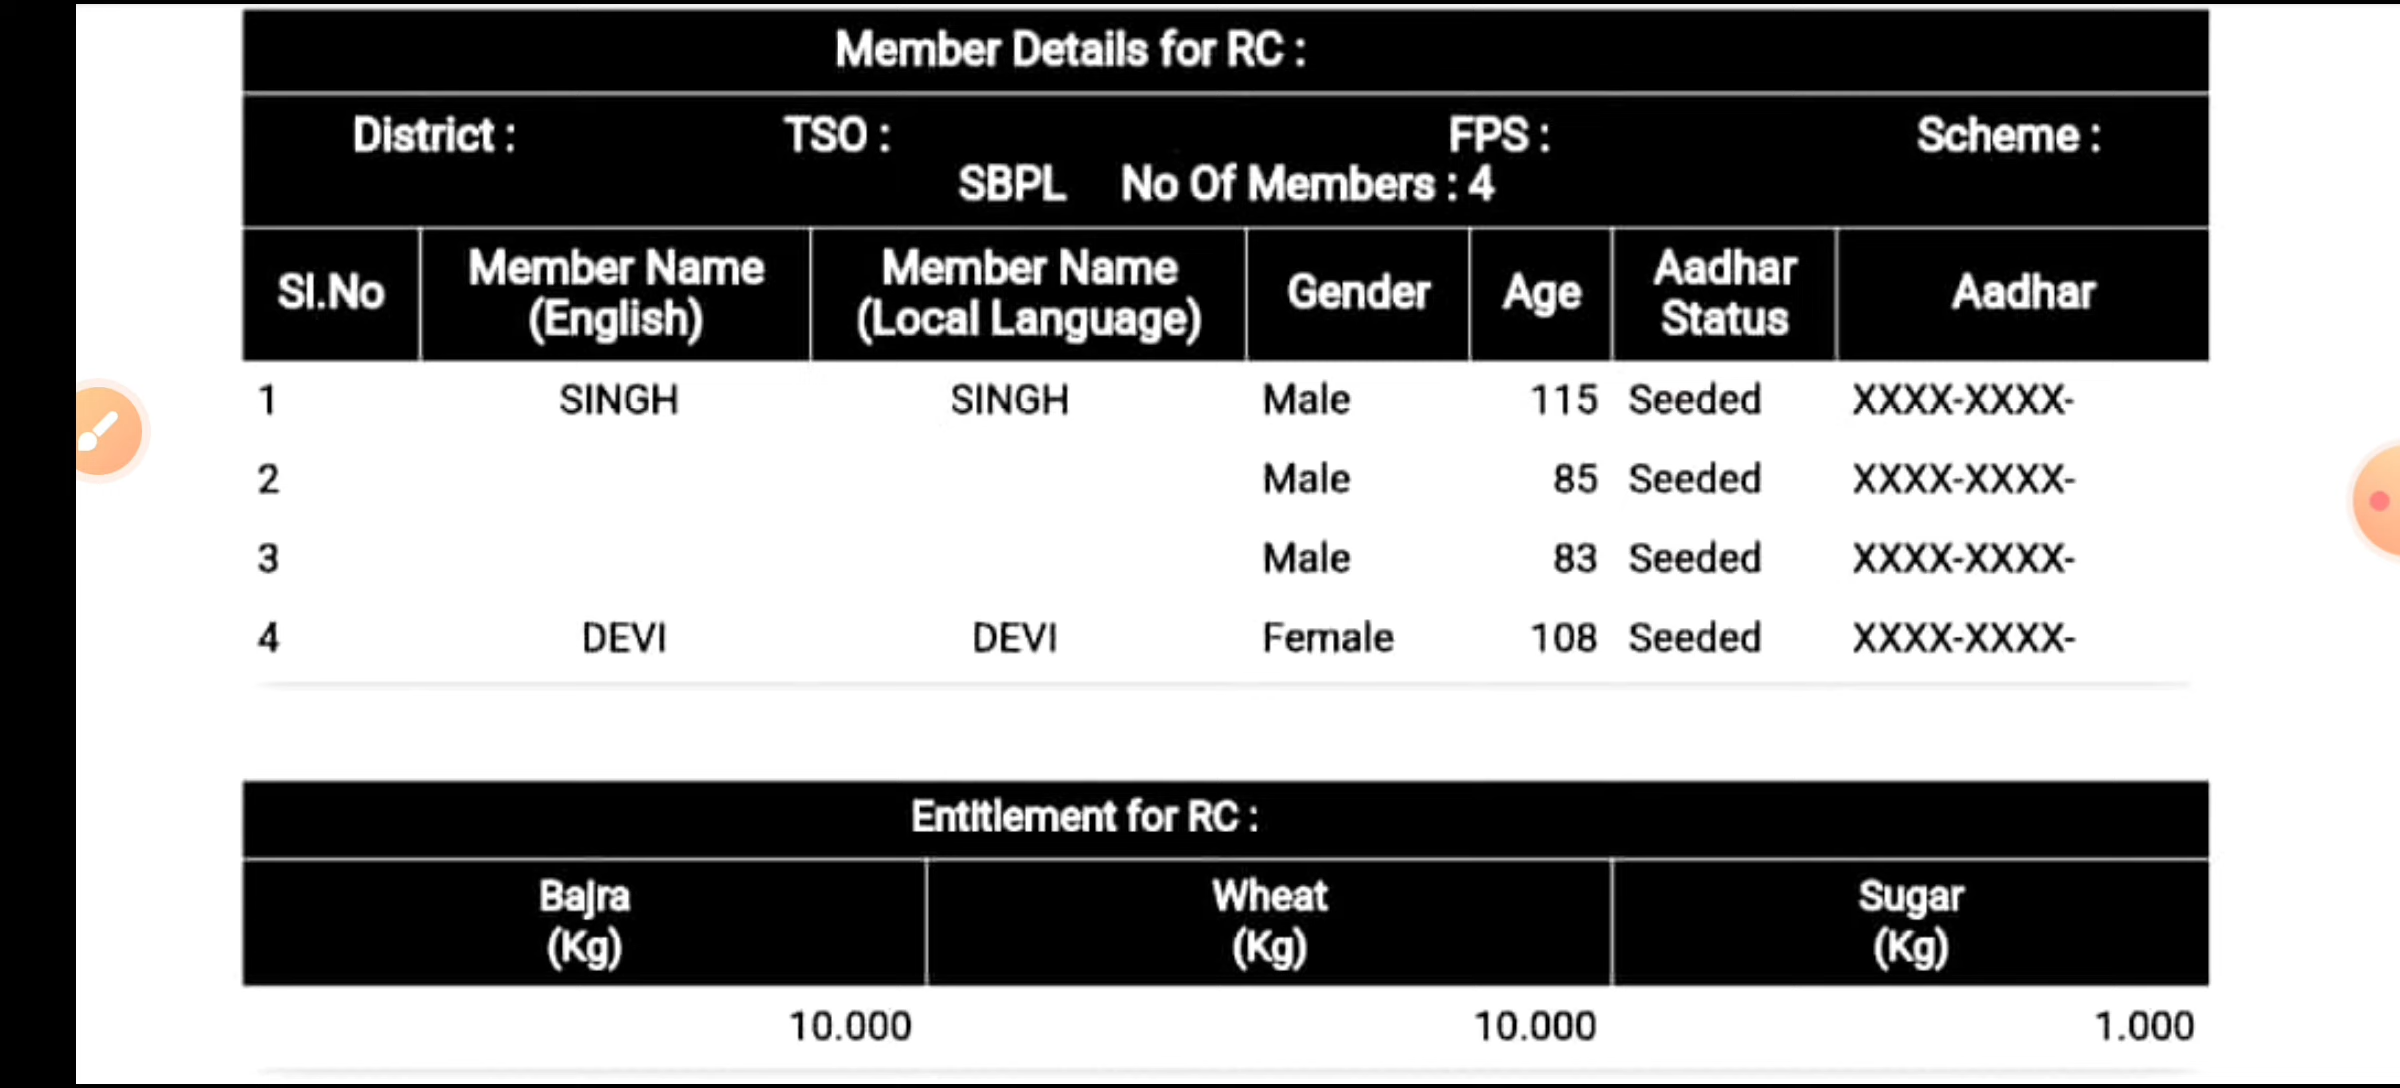 Member Details for RC :
District : TSO : FPS : Scheme :
SBPL No Of Members : 4
Sl.No Member Name (English) Member Name (Local Language) Gender Age Aadhar Status Aadhar
1 SINGH SINGH Male 115 Seeded XXXX-XXXX-
2 Male 85 Seeded XXXX-XXXX-
3 Male 83 Seeded XXXX-XXXX-
4 DEVI DEVI Female 108 Seeded XXXX-XXXX-
Entitlement for RC :
Bajra (Kg) Wheat (Kg) Sugar (Kg)
10.000 10.000 1.000